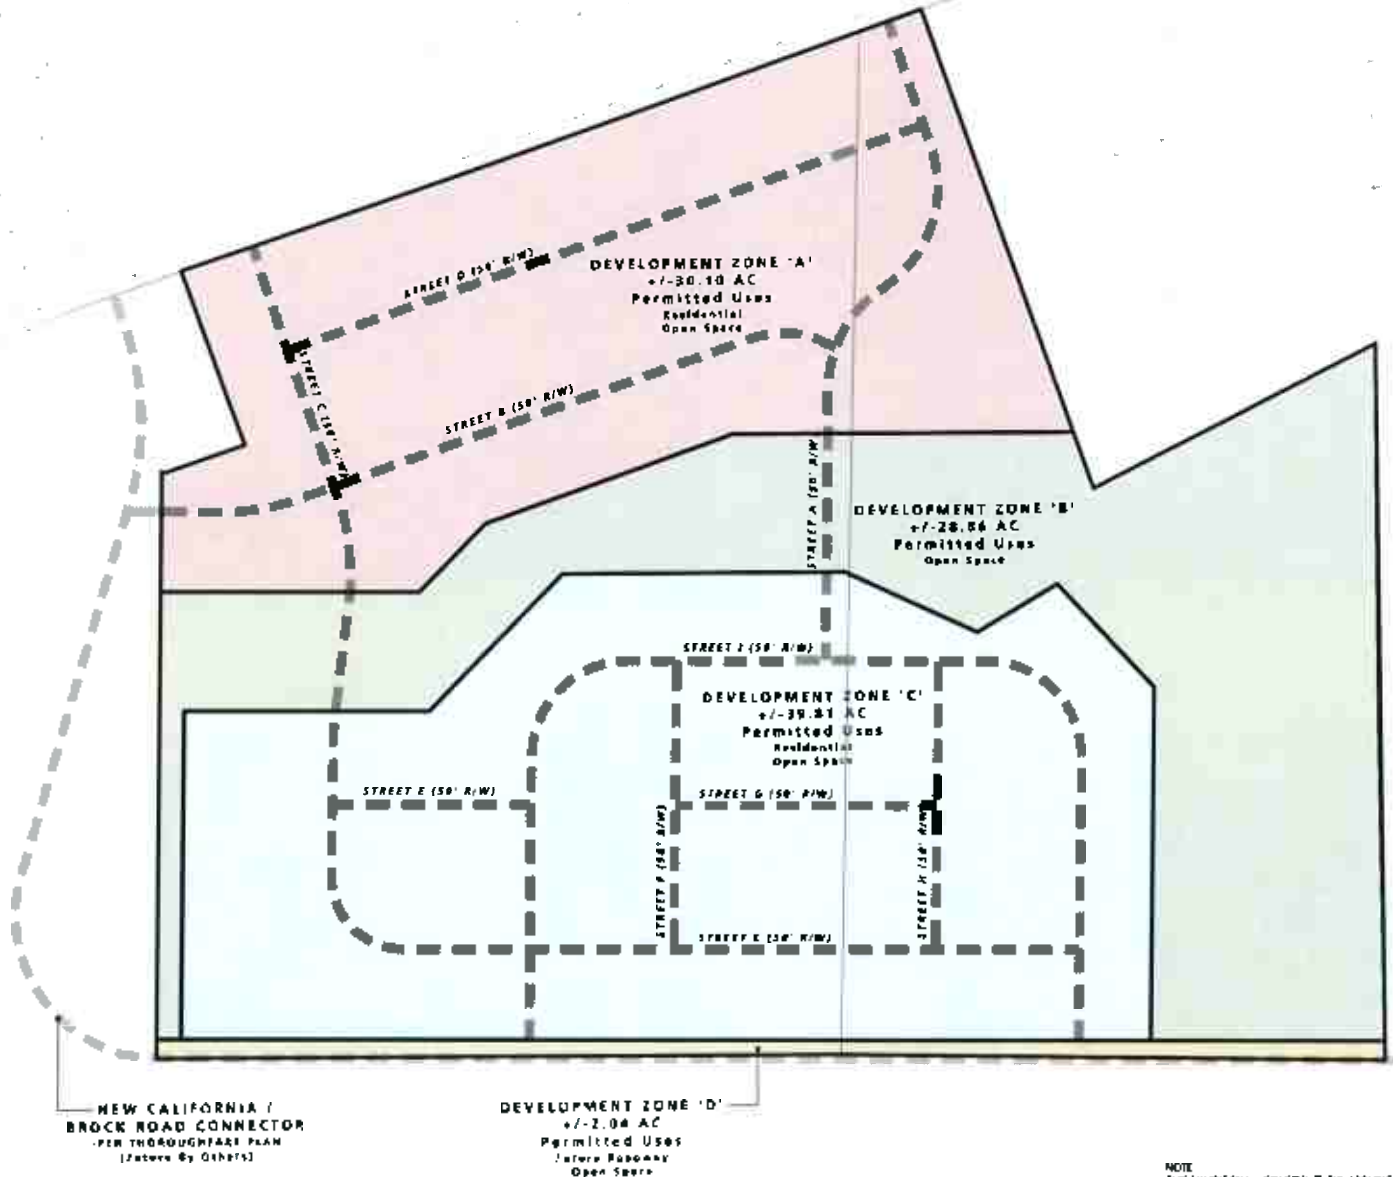 DEVELOPMENT ZONE 'A'
+/-30.10 AC
Permitted Uses
Residential
Open Space
STREET D (50' R/W)
STREET C (50' R/W)
STREET B (50' R/W)
STREET A (50' R/W)
DEVELOPMENT ZONE 'B'
+/-28.86 AC
Permitted Uses
Open Space
STREET I (50' R/W)
DEVELOPMENT ZONE 'C'
+/-39.81 AC
Permitted Uses
Residential
Open Space
STREET E (50' R/W)
STREET G (50' R/W)
STREET F (50' R/W)
STREET H (50' R/W)
STREET C (50' R/W)
NEW CALIFORNIA /
BROCK ROAD CONNECTOR
-PER THOROUGHFARE PLAN
(Future By Others)
DEVELOPMENT ZONE 'D'
+/-2.04 AC
Permitted Uses
Future Roadway
Open Space
NOTE